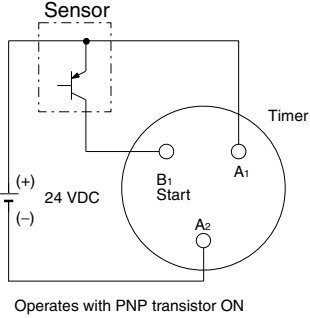 Sensor
Timer
B1
Start
A1
(+)
24 VDC
(−)
A2
Operates with PNP transistor ON